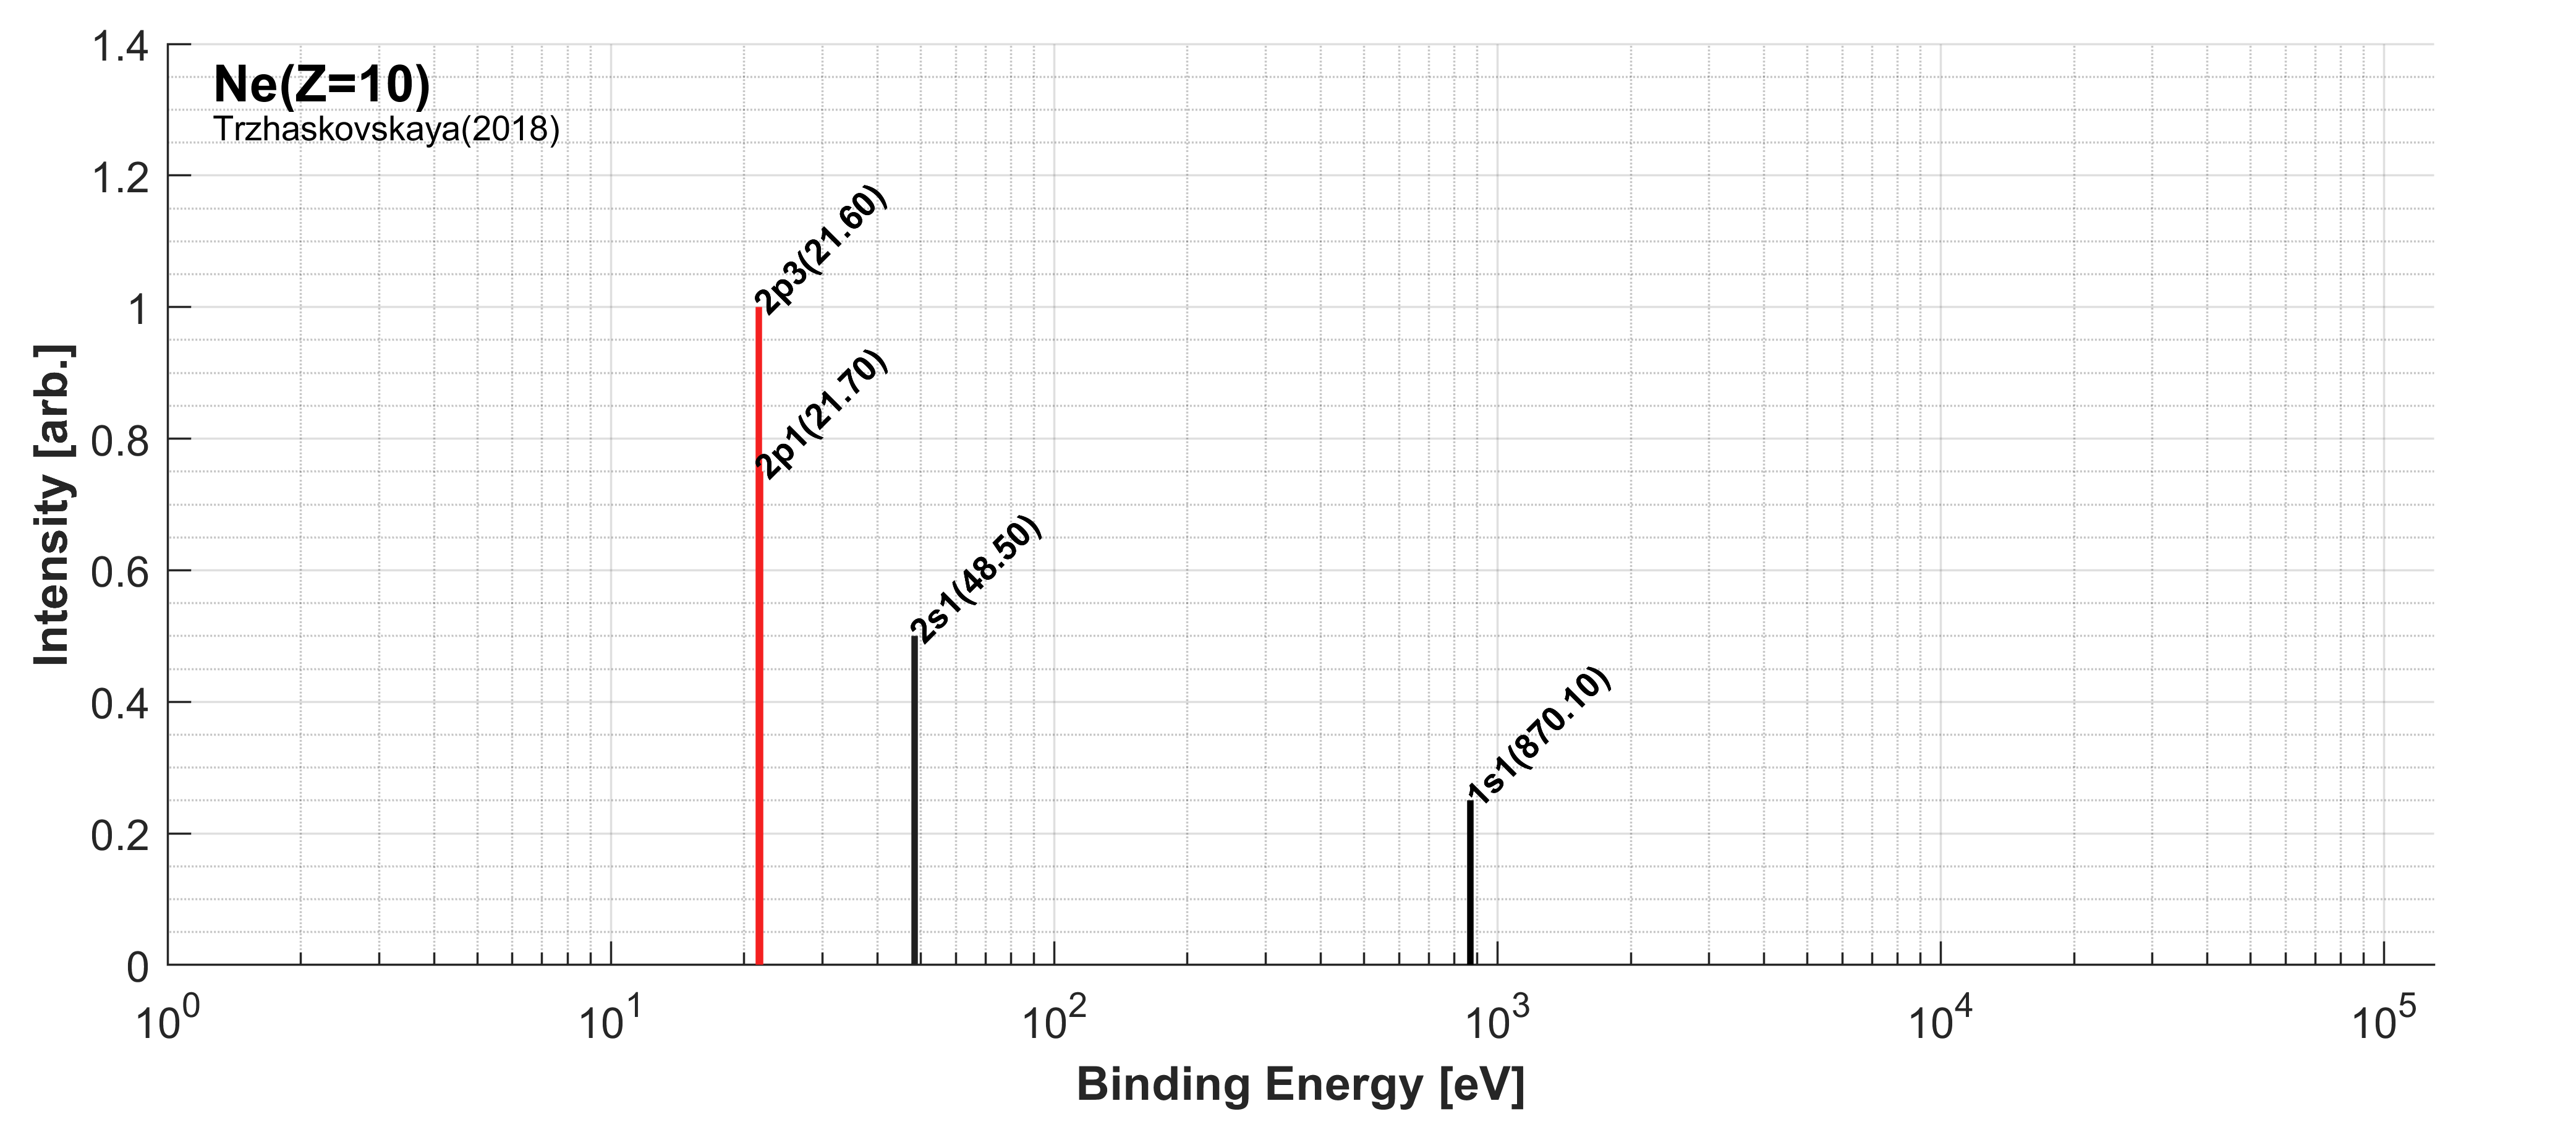 Ne(Z=10)
Trzhaskovskaya(2018)
1.4
1.2
1
0.8
0.6
0.4
0.2
0
Intensity [arb.]
2p3(21.60)
2p1(21.70)
2s1(48.50)
1s1(870.10)
10^0
10^1
10^2
10^3
10^4
10^5
Binding Energy [eV]